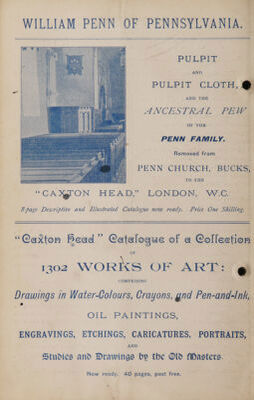 WILLIAM PENN OF PENNSYLVANIA.
PULPIT
AND
PULPIT CLOTH,
AND THE
ANCESTRAL PEW
OF THE
PENN FAMILY.
Removed from
PENN CHURCH, BUCKS,
TO THE
"CAXTON HEAD," LONDON, W.C.
8-page Descriptive and Illustrated Catalogue now ready. Price One Shilling.
"Caxton Head" Catalogue of a Collection
OF
1302 WORKS OF ART:
COMPRISING
Drawings in Water-Colours, Crayons, and Pen-and-Ink,
OIL PAINTINGS,
ENGRAVINGS, ETCHINGS, CARICATURES, PORTRAITS,
AND
Studies and Drawings by the Old Masters.
Now ready. 40 pages, post free.